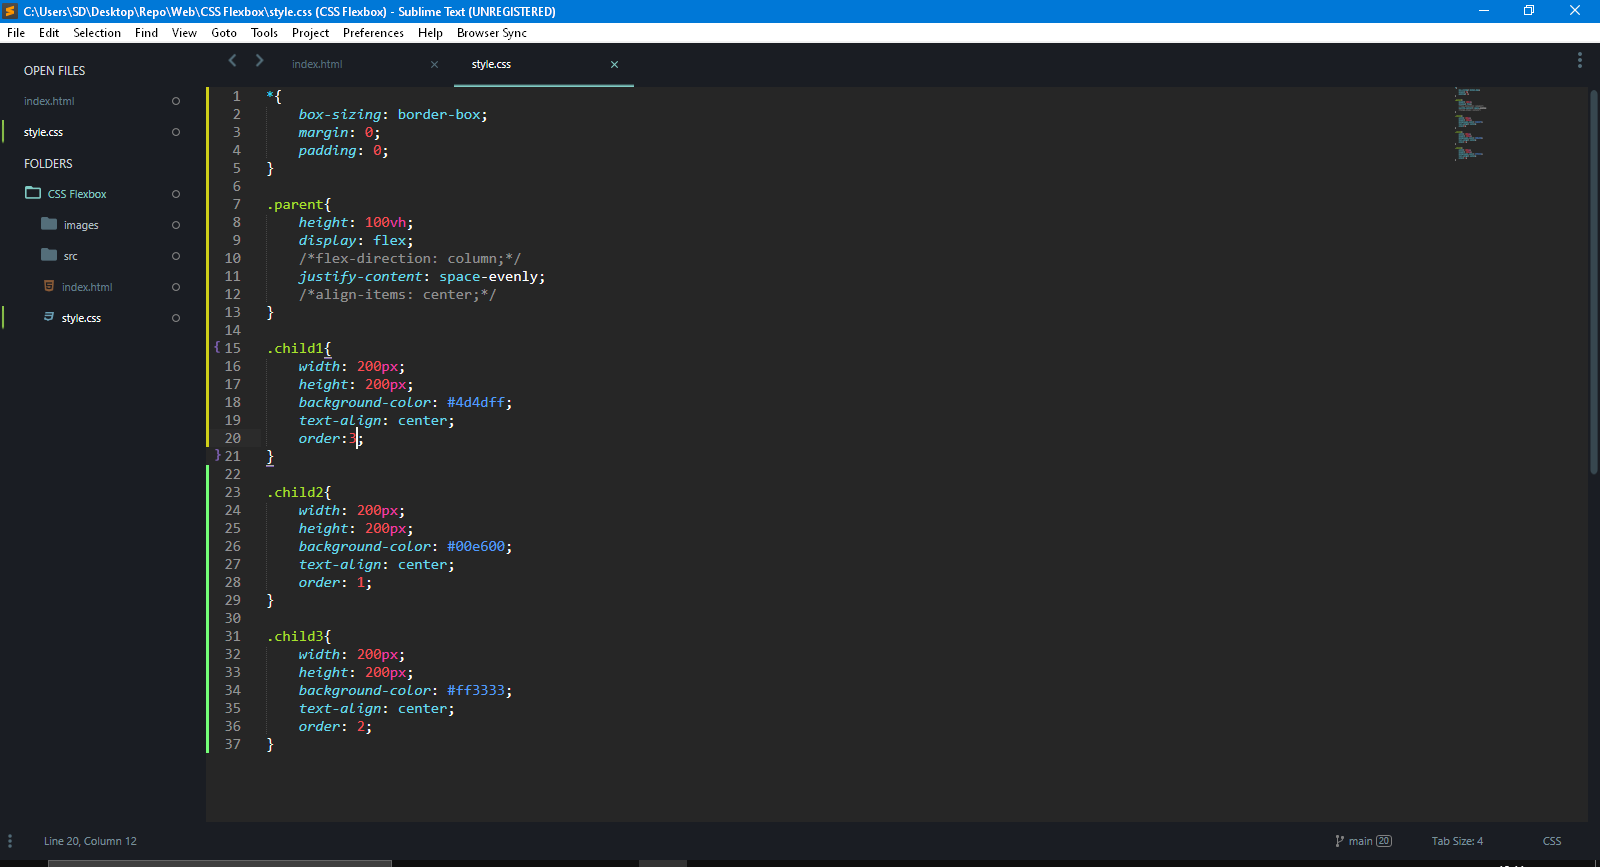 C:\Users\SD\Desktop\Repo\Web\CSS Flexbox\style.css (CSS Flexbox) - Sublime Text (UNREGISTERED)
File Edit Selection Find View Goto Tools Project Preferences Help Browser Sync
OPEN FILES
index.html
style.css
FOLDERS
CSS Flexbox
images
src
index.html
style.css
index.html style.css
1 *{
2 box-sizing: border-box;
3 margin: 0;
4 padding: 0;
5 }
6
7 .parent{
8 height: 100vh;
9 display: flex;
10 /*flex-direction: column;*/
11 justify-content: space-evenly;
12 /*align-items: center;*/
13 }
14
15 .child1{
16 width: 200px;
17 height: 200px;
18 background-color: #4d4dff;
19 text-align: center;
20 order:3;
21 }
22
23 .child2{
24 width: 200px;
25 height: 200px;
26 background-color: #00e600;
27 text-align: center;
28 order: 1;
29 }
30
31 .child3{
32 width: 200px;
33 height: 200px;
34 background-color: #ff3333;
35 text-align: center;
36 order: 2;
37 }
Line 20, Column 12 main 20 Tab Size: 4 CSS